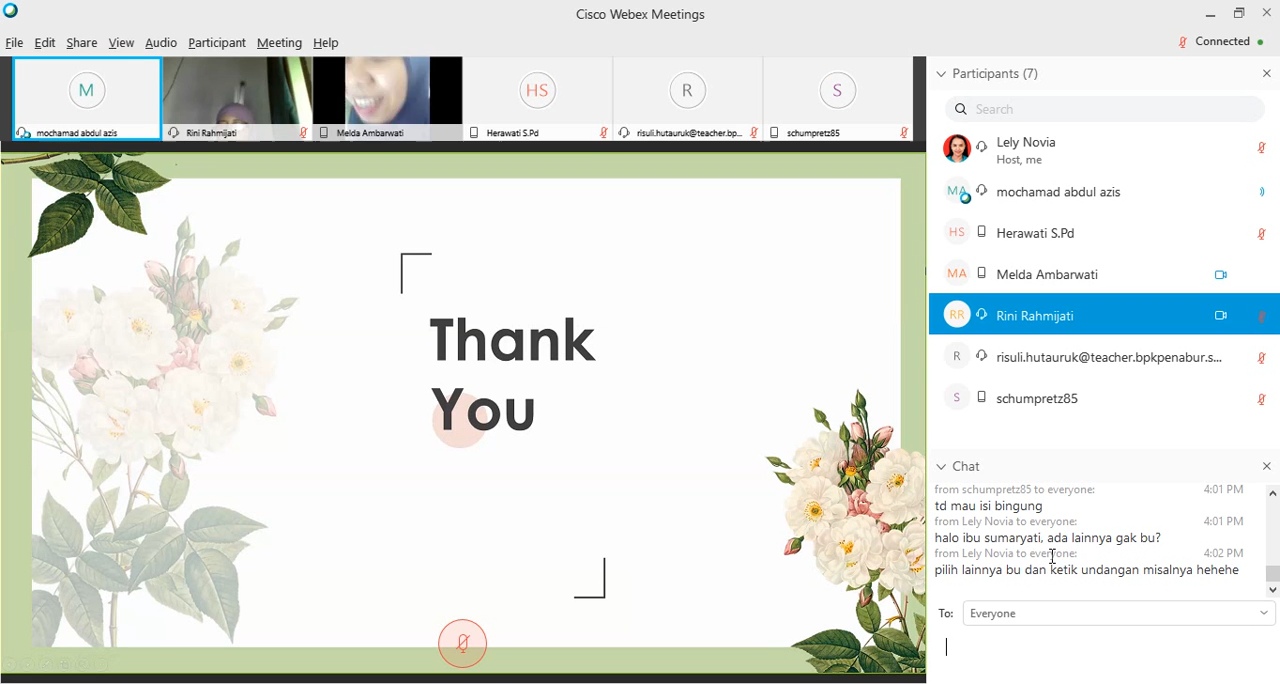 Cisco Webex Meetings
File Edit Share View Audio Participant Meeting Help
Connected
M
HS
R
S
mochamad abdul azis
Rini Rahmijati
Melda Ambarwati
Herawati S.Pd
risuli.hutauruk@teacher.bp...
schumpretz85
Thank
You
Participants (7)
Search
Lely Novia
Host, me
MA mochamad abdul azis
HS Herawati S.Pd
MA Melda Ambarwati
RR Rini Rahmijati
R risuli.hutauruk@teacher.bpkpenabur.s...
S schumpretz85
Chat
from schumpretz85 to everyone: 4:01 PM
td mau isi bingung
from Lely Novia to everyone: 4:01 PM
halo ibu sumaryati, ada lainnya gak bu?
from Lely Novia to everyone: 4:02 PM
pilih lainnya bu dan ketik undangan misalnya hehehe
To: Everyone